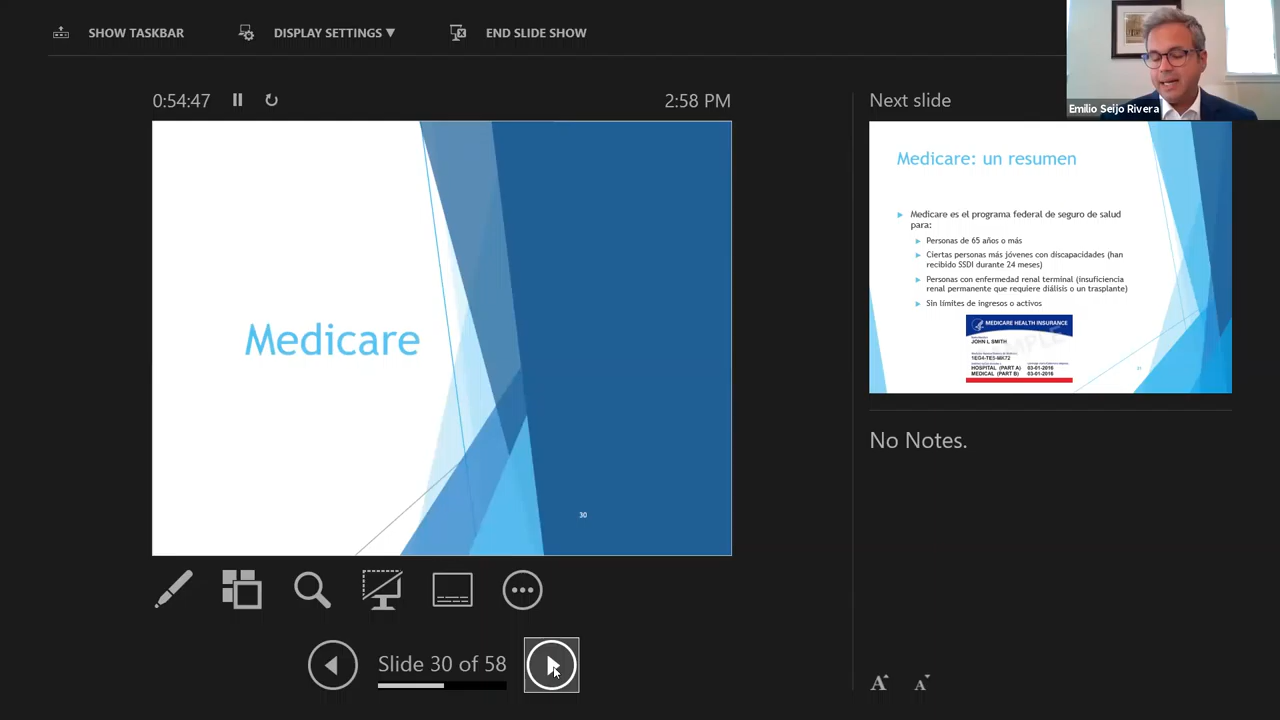 SHOW TASKBAR
DISPLAY SETTINGS ▼
END SLIDE SHOW
Emilio Seijo Rivera
0:54:47
2:58 PM
Medicare
30
Slide 30 of 58
Next slide
Medicare: un resumen
Medicare es el programa federal de seguro de salud
para:
Personas de 65 años o más
Ciertas personas más jóvenes con discapacidades (han
recibido SSDI durante 24 meses)
Personas con enfermedad renal terminal (insuficiencia
renal permanente que requiere diálisis o un trasplante)
Sin límites de ingresos o activos
MEDICARE HEALTH INSURANCE
JOHN L SMITH
1EG4-TE5-MK72
HOSPITAL (PART A) 03-01-2016
MEDICAL (PART B) 03-01-2016
31
No Notes.
A A